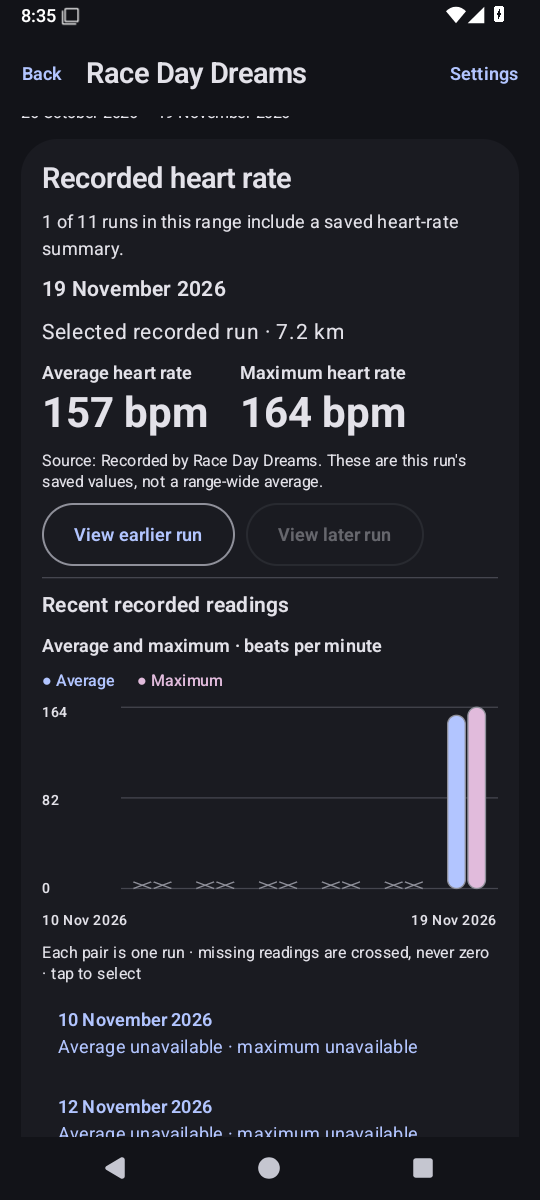 8:35
Back
Race Day Dreams
Settings
Recorded heart rate
1 of 11 runs in this range include a saved heart-rate
summary.
19 November 2026
Selected recorded run · 7.2 km
Average heart rate
Maximum heart rate
157 bpm
164 bpm
Source: Recorded by Race Day Dreams. These are this run's
saved values, not a range-wide average.
View earlier run
View later run
Recent recorded readings
Average and maximum · beats per minute
● Average
● Maximum
164
82
0
10 Nov 2026
19 Nov 2026
Each pair is one run · missing readings are crossed, never zero
· tap to select
10 November 2026
Average unavailable · maximum unavailable
12 November 2026
Average unavailable · maximum unavailable